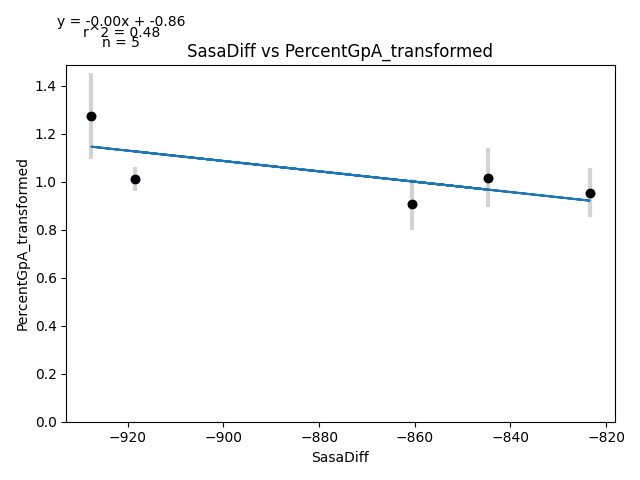 y = -0.00x + -0.86
r^2 = 0.48
n = 5
SasaDiff vs PercentGpA_transformed
PercentGpA_transformed
1.4
1.2
1.0
0.8
0.6
0.4
0.2
0.0
−920
−900
−880
−860
−840
−820
SasaDiff